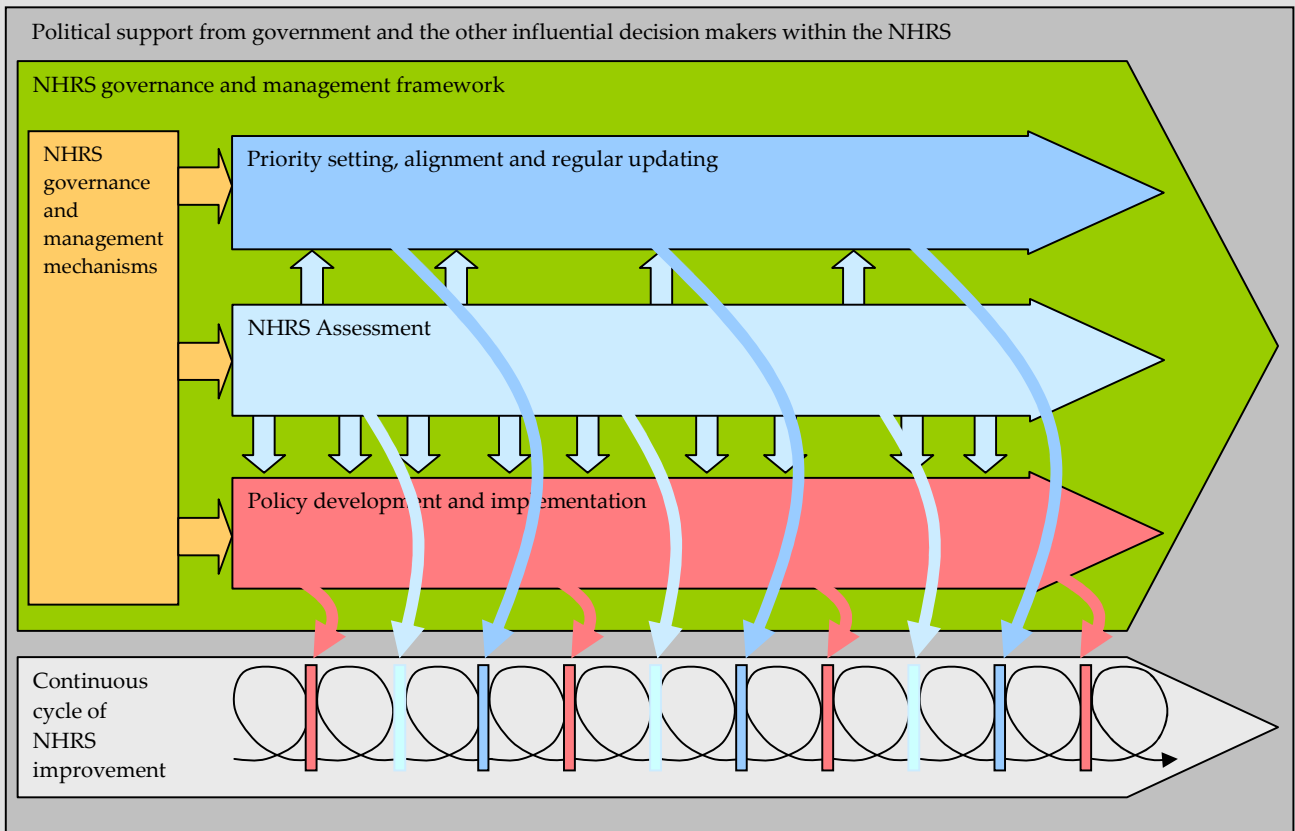 Political support from government and the other influential decision makers within the NHRS
NHRS governance and management framework
NHRS
governance
and
management
mechanisms
Priority setting, alignment and regular updating
NHRS Assessment
Policy development and implementation
Continuous
cycle of
NHRS
improvement